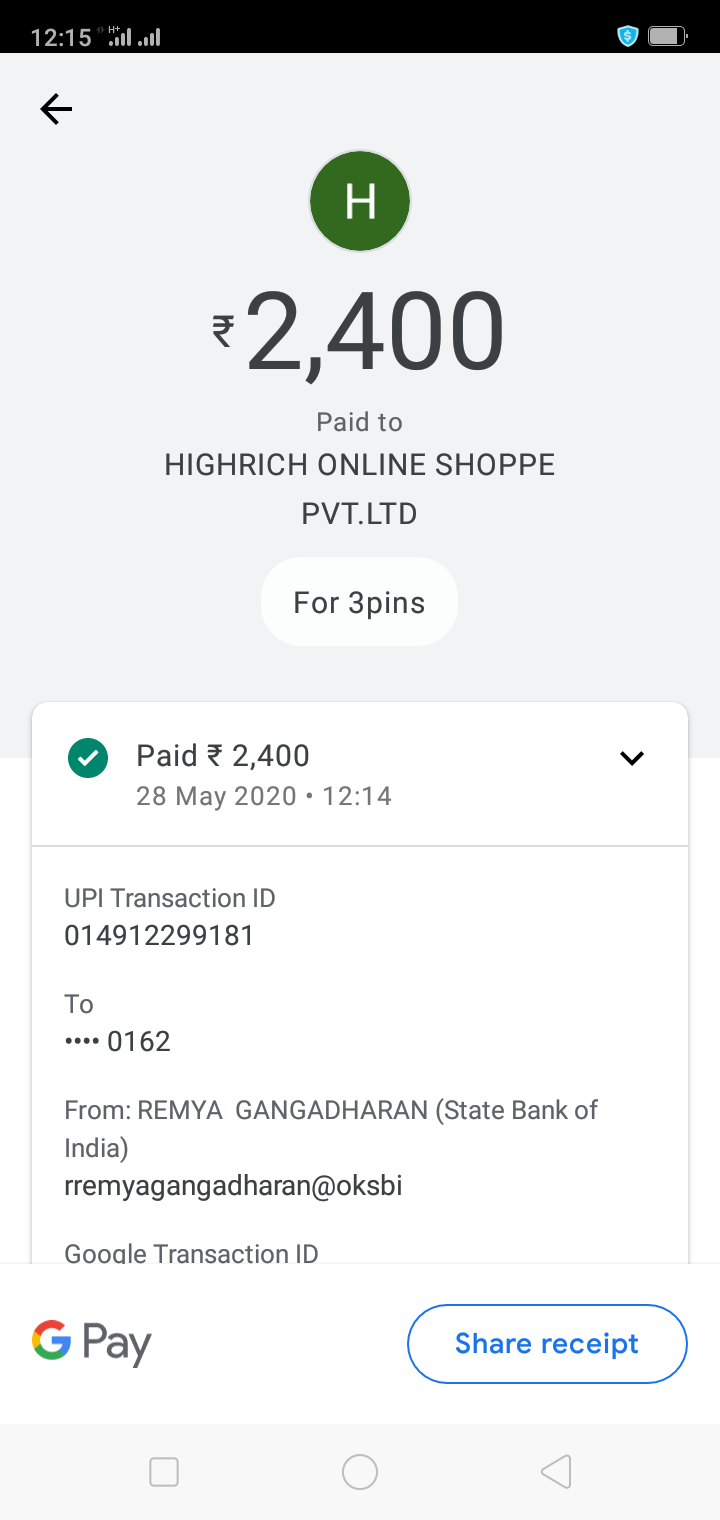 12:15 H+
H
₹2,400
Paid to
HIGHRICH ONLINE SHOPPE
PVT.LTD
For 3pins
Paid ₹ 2,400
28 May 2020 • 12:14
UPI Transaction ID
014912299181
To
•••• 0162
From: REMYA  GANGADHARAN (State Bank of
India)
rremyagangadharan@oksbi
Google Transaction ID
G Pay
Share receipt